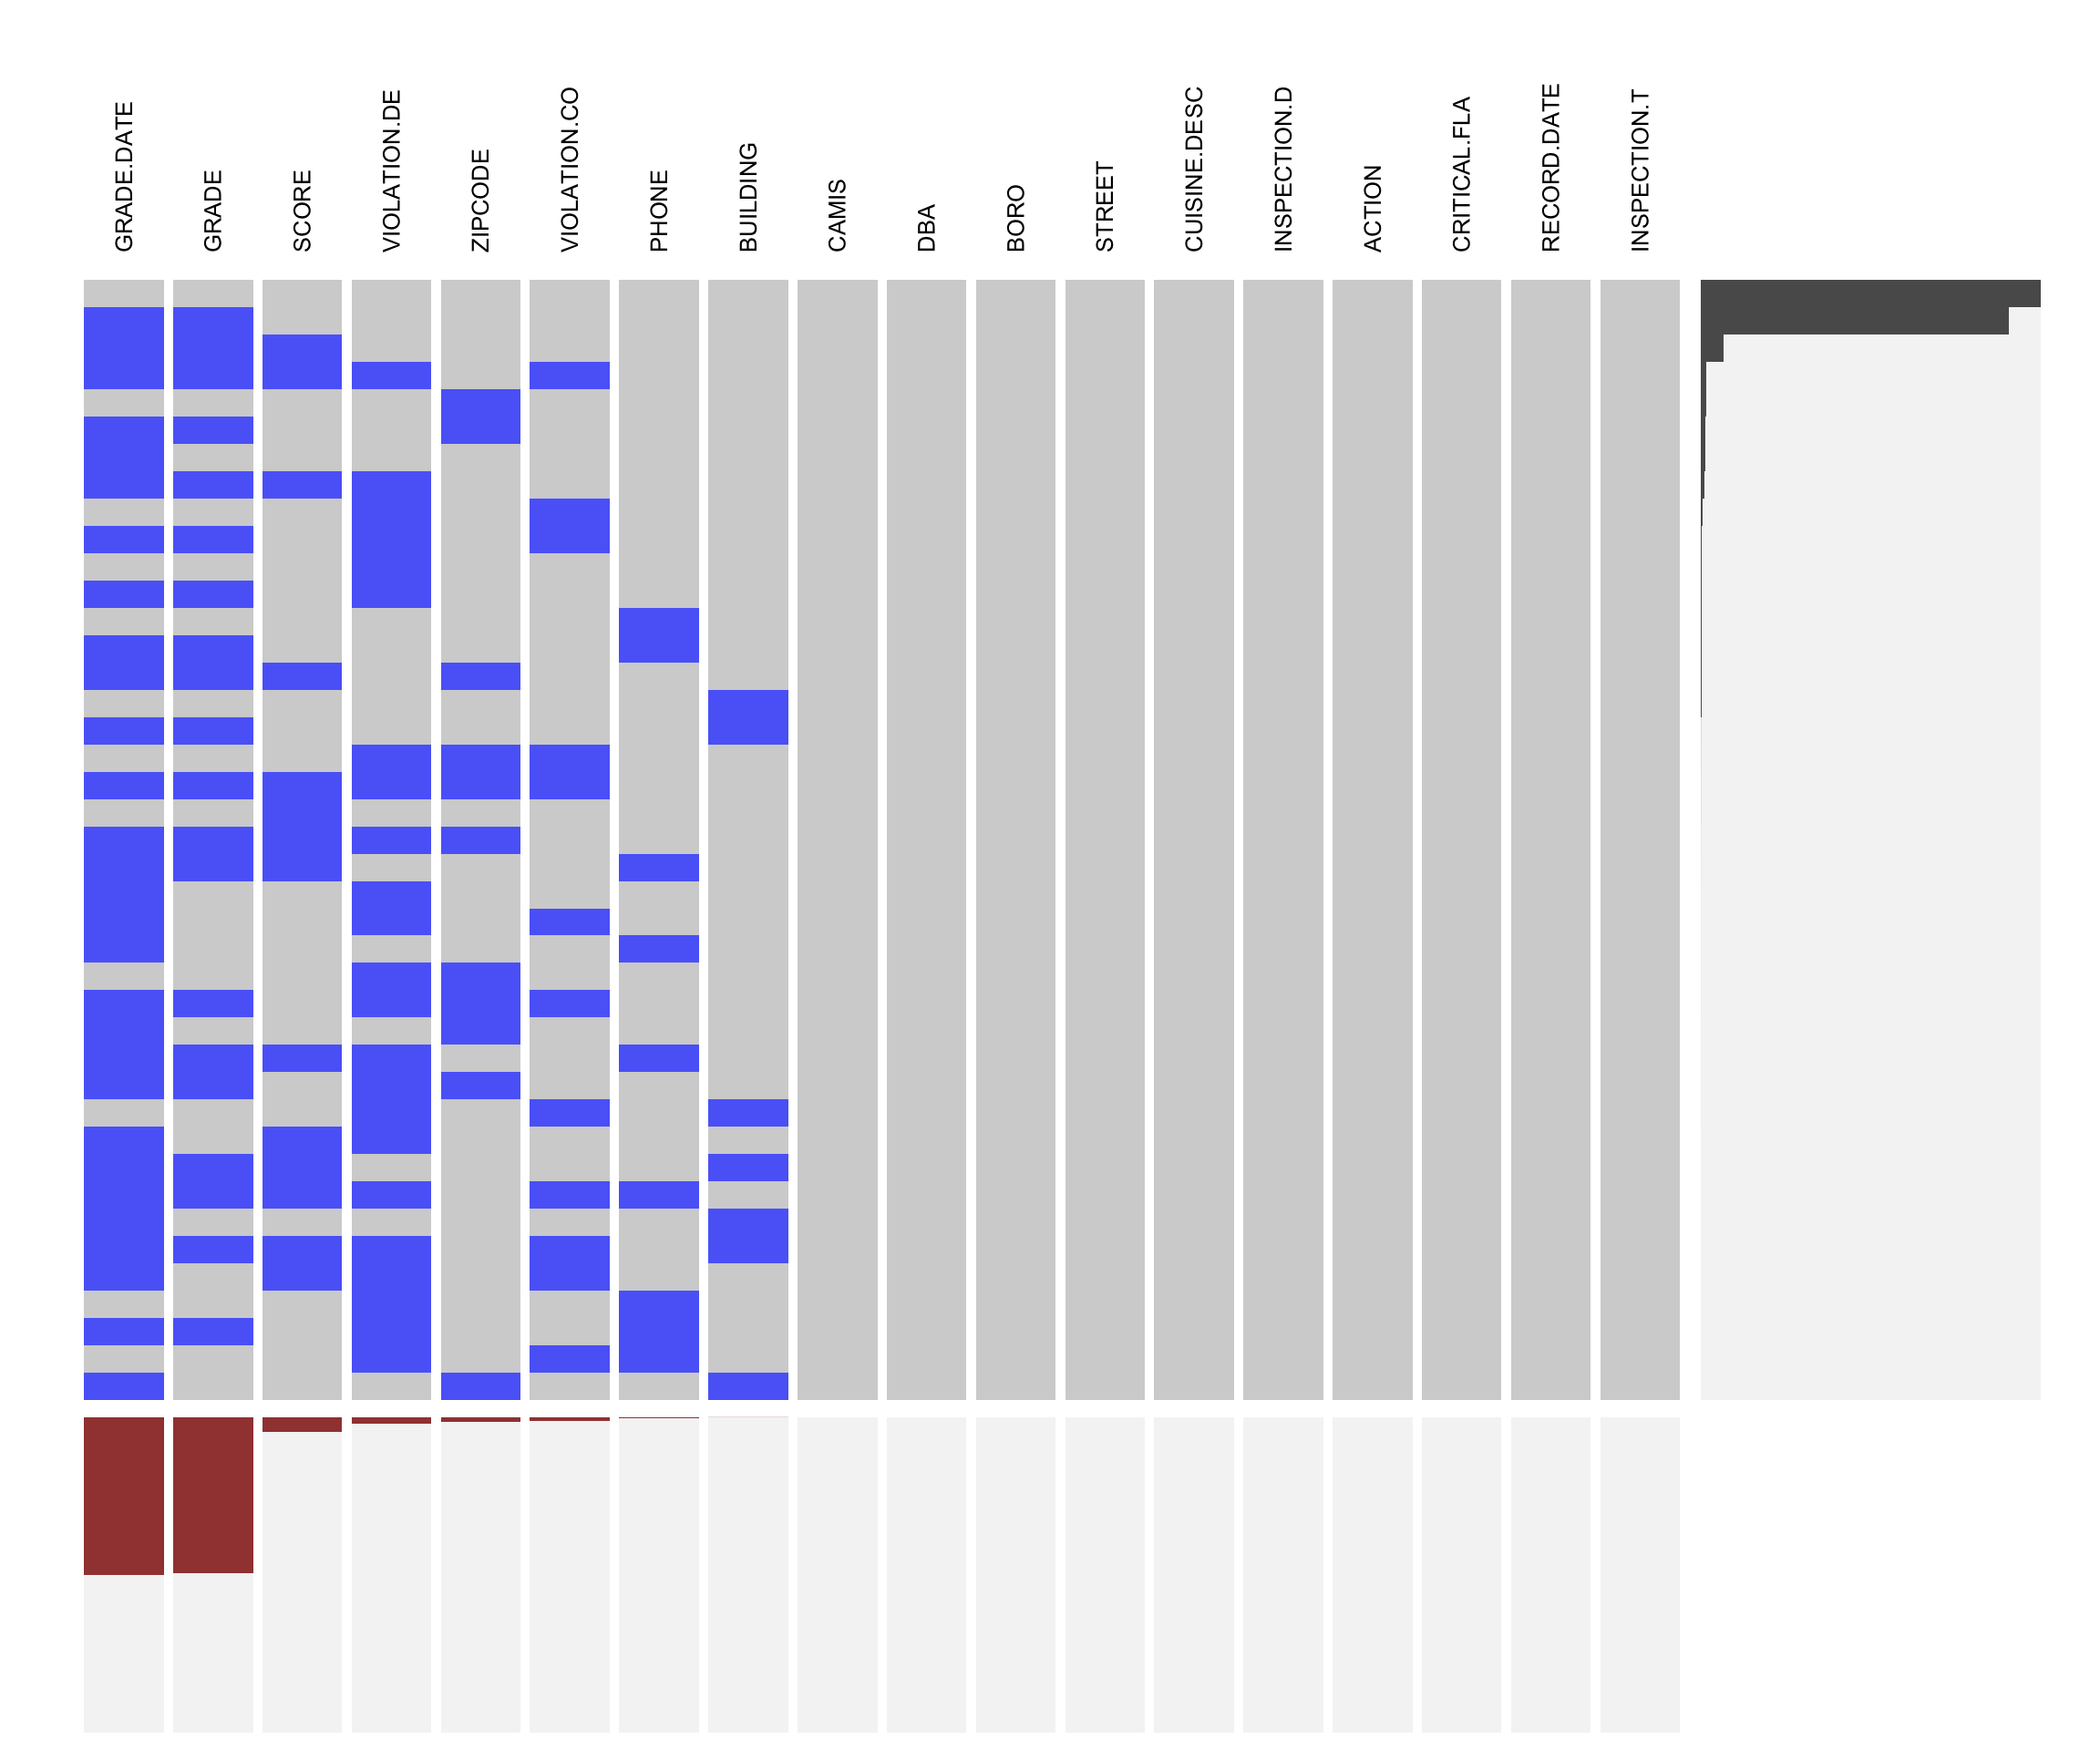 GRADE.DATE
GRADE
SCORE
VIOLATION.DE
ZIPCODE
VIOLATION.CO
PHONE
BUILDING
CAMIS
DBA
BORO
STREET
CUISINE.DESC
INSPECTION.D
ACTION
CRITICAL.FLA
RECORD.DATE
INSPECTION.T